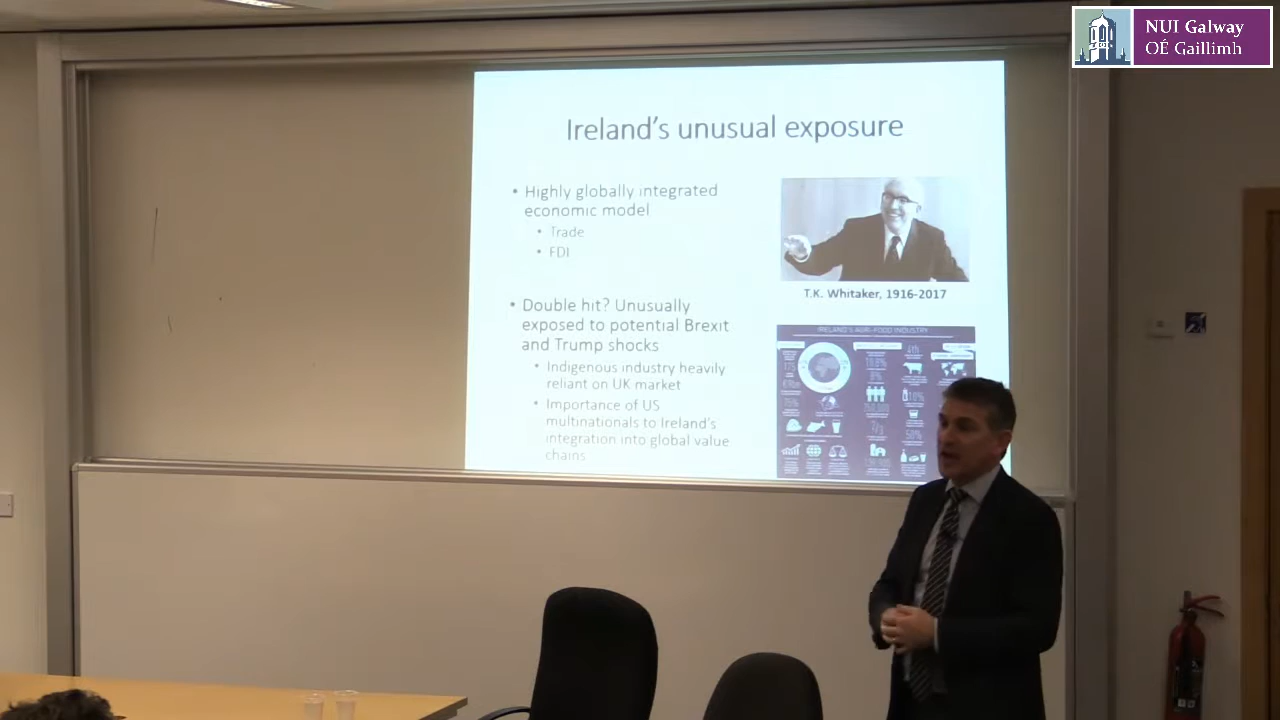 NUI Galway
OÉ Gaillimh
Ireland's unusual exposure
• Highly globally integrated
economic model
• Trade
• FDI
T.K. Whitaker, 1916-2017
• Double hit? Unusually
exposed to potential Brexit
and Trump shocks
• Indigenous industry heavily
reliant on UK market
• Importance of US
multinationals to Ireland's
integration into global value
chains
IRELAND'S AGRI-FOOD INDUSTRY